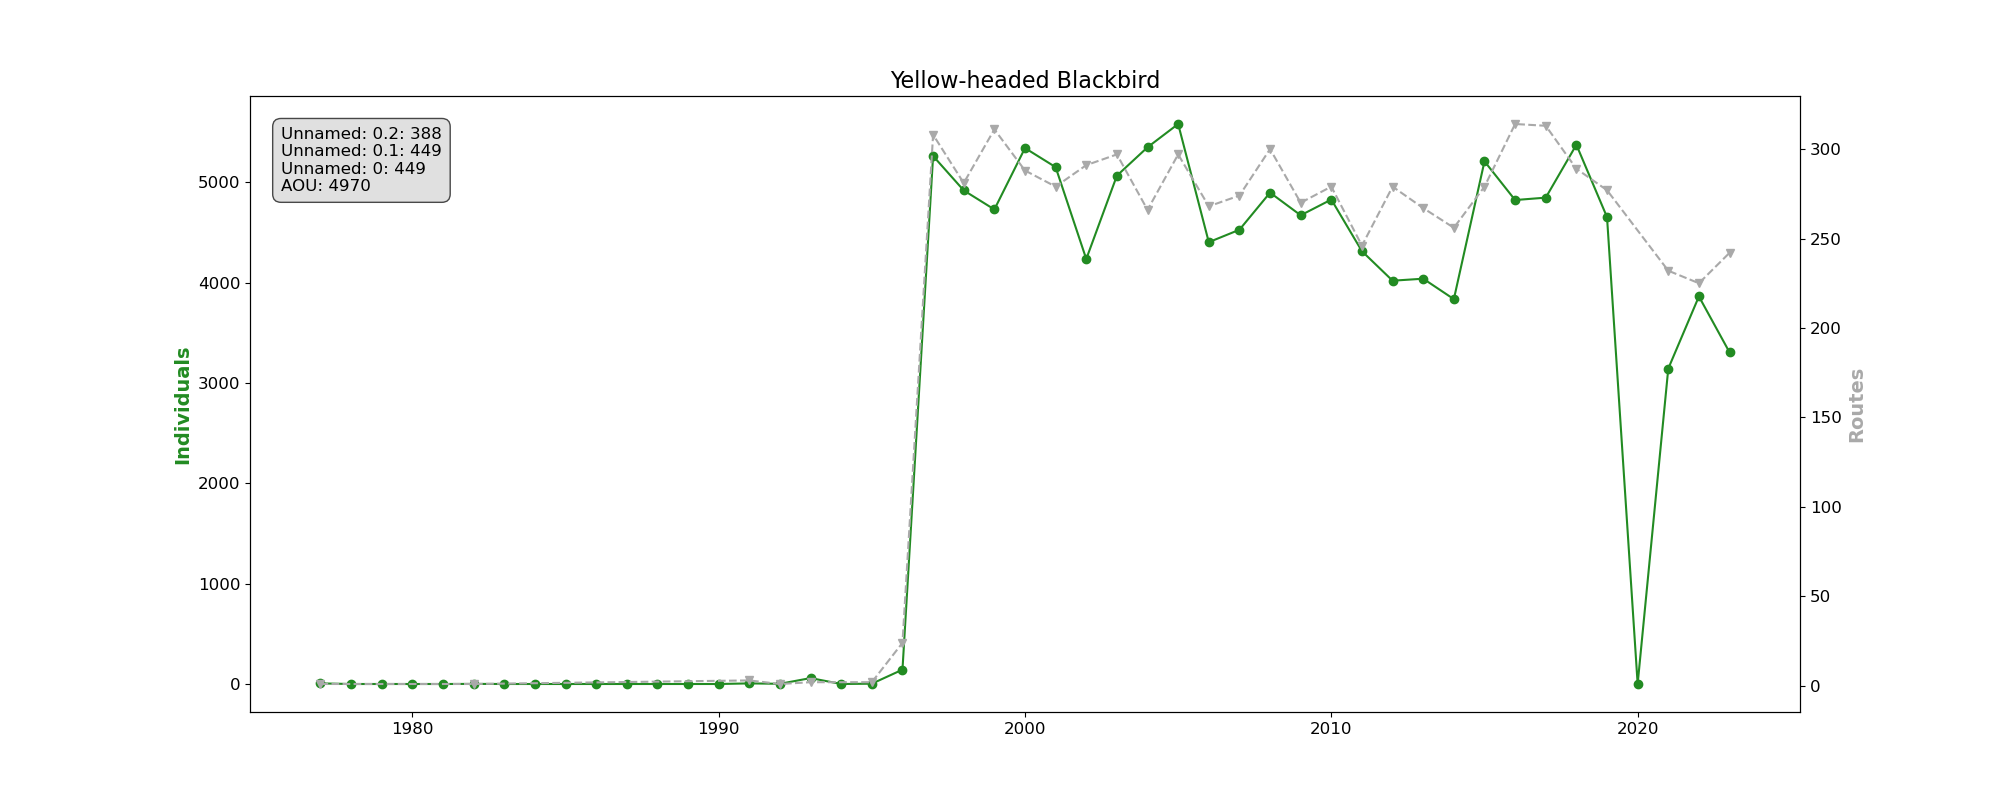 Yellow-headed Blackbird
Unnamed: 0.2: 388
Unnamed: 0.1: 449
Unnamed: 0: 449
AOU: 4970
Individuals
5000
4000
3000
2000
1000
0
Routes
300
250
200
150
100
50
0
1980
1990
2000
2010
2020